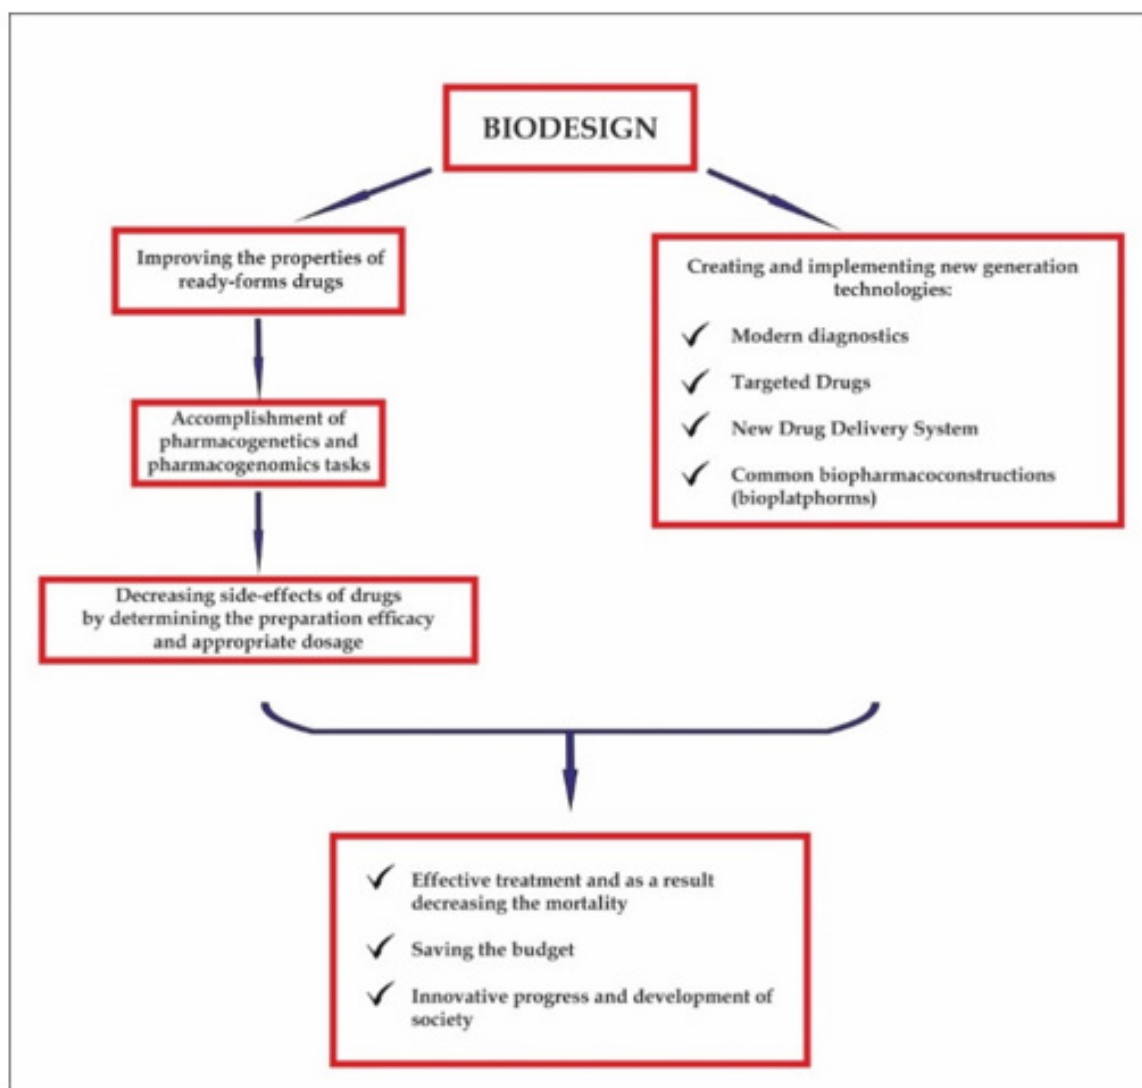 BIODESIGN
Improving the properties of
ready-forms drugs
Accomplishment of
pharmacogenetics and
pharmacogenomics tasks
Decreasing side-effects of drugs
by determining the preparation efficacy
and appropriate dosage
Creating and implementing new generation
technologies:
Modern diagnostics
Targeted Drugs
New Drug Delivery System
Common biopharmacoconstructions
(bioplatphorms)
Effective treatment and as a result
decreasing the mortality
Saving the budget
Innovative progress and development of
society